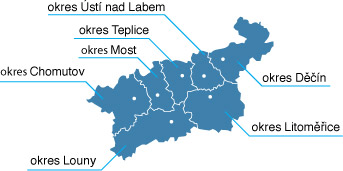 okres Ústí nad Labem
okres Teplice
okres Most
okres Chomutov
okres Děčín
okres Litoměřice
okres Louny